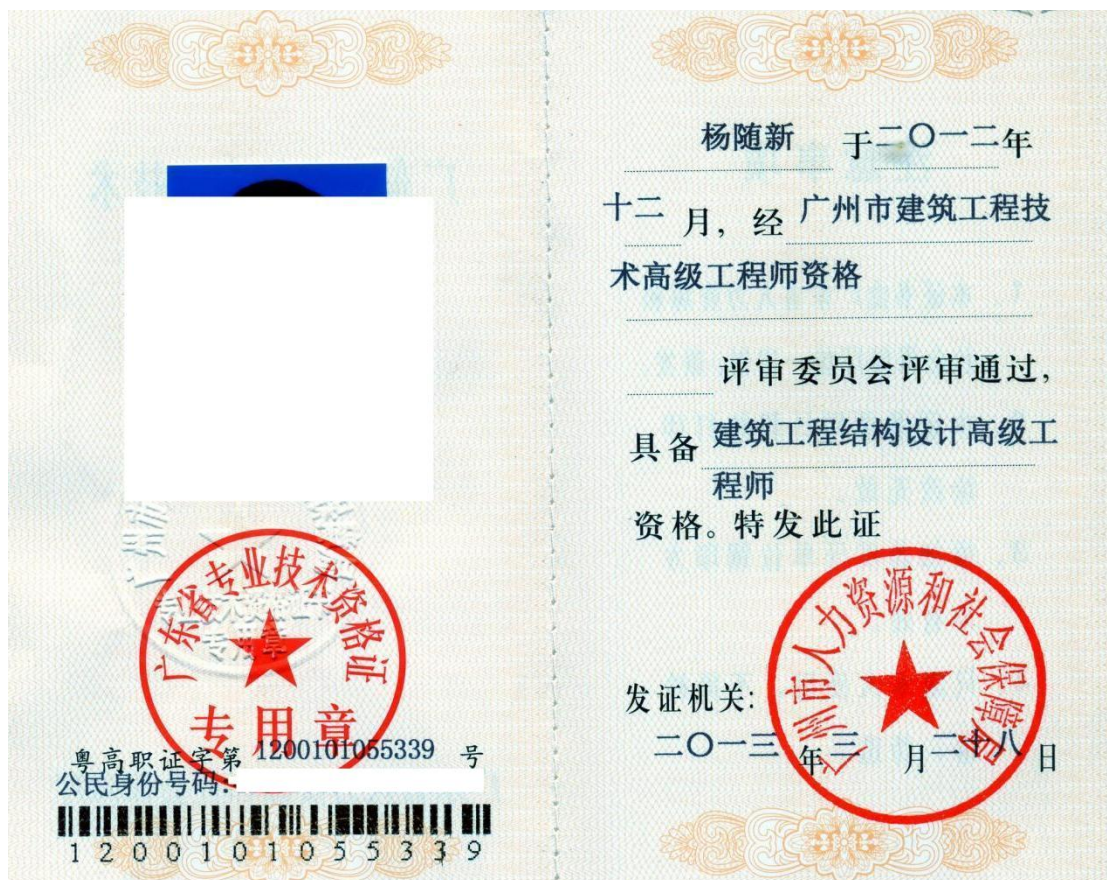 广东省专业技术资格证
专用章
粤高职证字第 1200101055339 号
公民身份号码:
1200101055339
杨随新 于二〇一二年
十二月，经广州市建筑工程技
术高级工程师资格
评审委员会评审通过，
具备建筑工程结构设计高级工
程师
资格。特发此证
广州市人力资源和社会保障局
发证机关:
二〇一三年三月二十八日